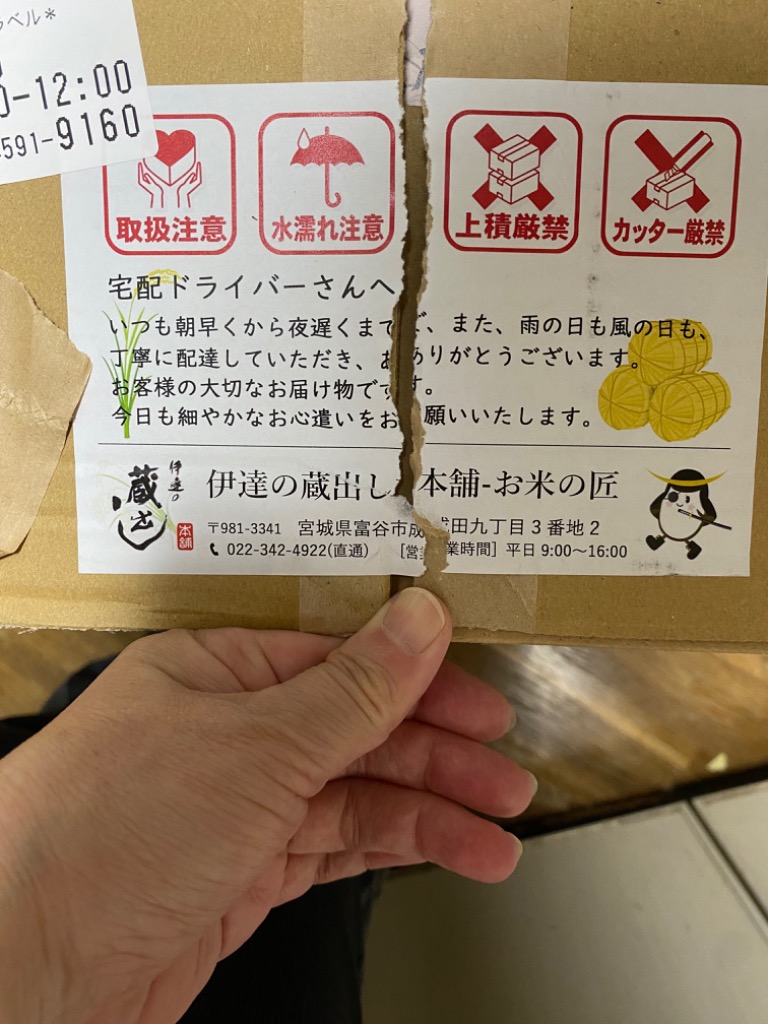 ベル*
0-12:00
591-9160
取扱注意
水濡れ注意
上積厳禁
カッター厳禁
宅配ドライバーさんへ
いつも朝早くから夜遅くまで、また、雨の日も風の日も、
丁寧に配達していただき、ありがとうございます。
お客様の大切なお届け物です。
今日も細やかなお心遣いをお願いいたします。
伊達の
蔵出し
本舗
伊達の蔵出し本舗-お米の匠
〒981-3341 宮城県富谷市成田九丁目3番地2
022-342-4922(直通) [営業時間] 平日 9:00〜16:00